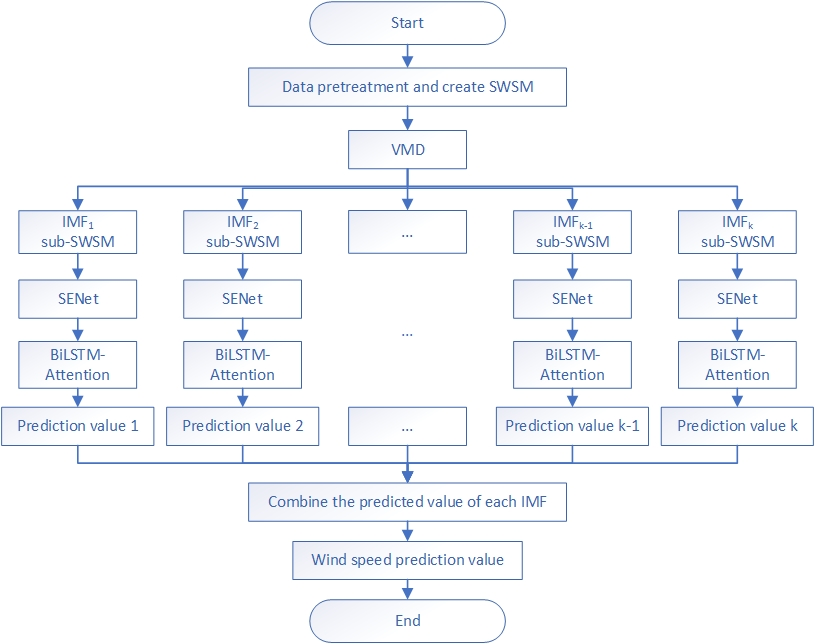 Start
Data pretreatment and create SWSM
VMD
IMF₁
sub-SWSM
IMF₂
sub-SWSM
...
IMFₖ₋₁
sub-SWSM
IMFₖ
sub-SWSM
SENet
SENet
SENet
SENet
...
BiLSTM-
Attention
BiLSTM-
Attention
BiLSTM-
Attention
BiLSTM-
Attention
Prediction value 1
Prediction value 2
...
Prediction value k-1
Prediction value k
Combine the predicted value of each IMF
Wind speed prediction value
End